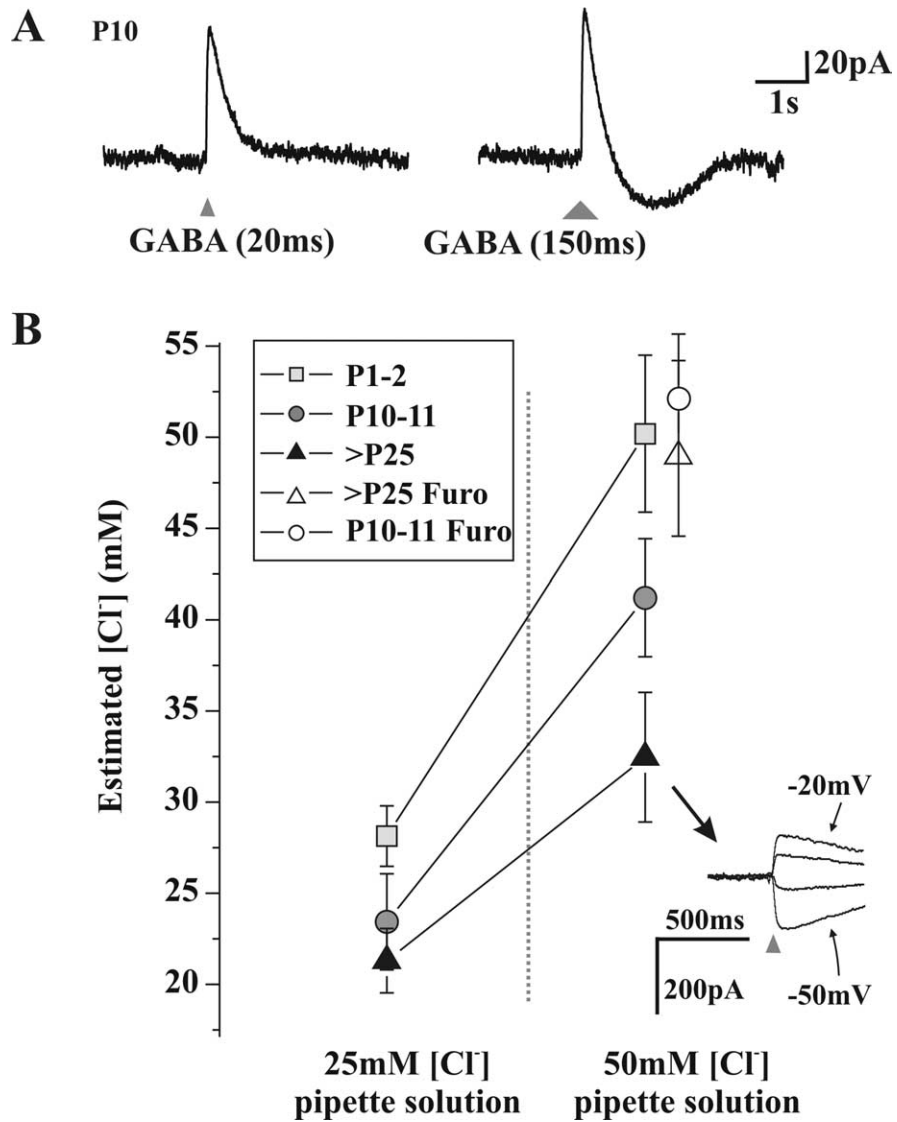 A
P10
20pA
1s
GABA (20ms)
GABA (150ms)
B
Estimated [Cl-] (mM)
55
50
45
40
35
30
25
20
P1-2
P10-11
>P25
>P25 Furo
P10-11 Furo
-20mV
500ms
200pA
-50mV
25mM [Cl-]
pipette solution
50mM [Cl-]
pipette solution